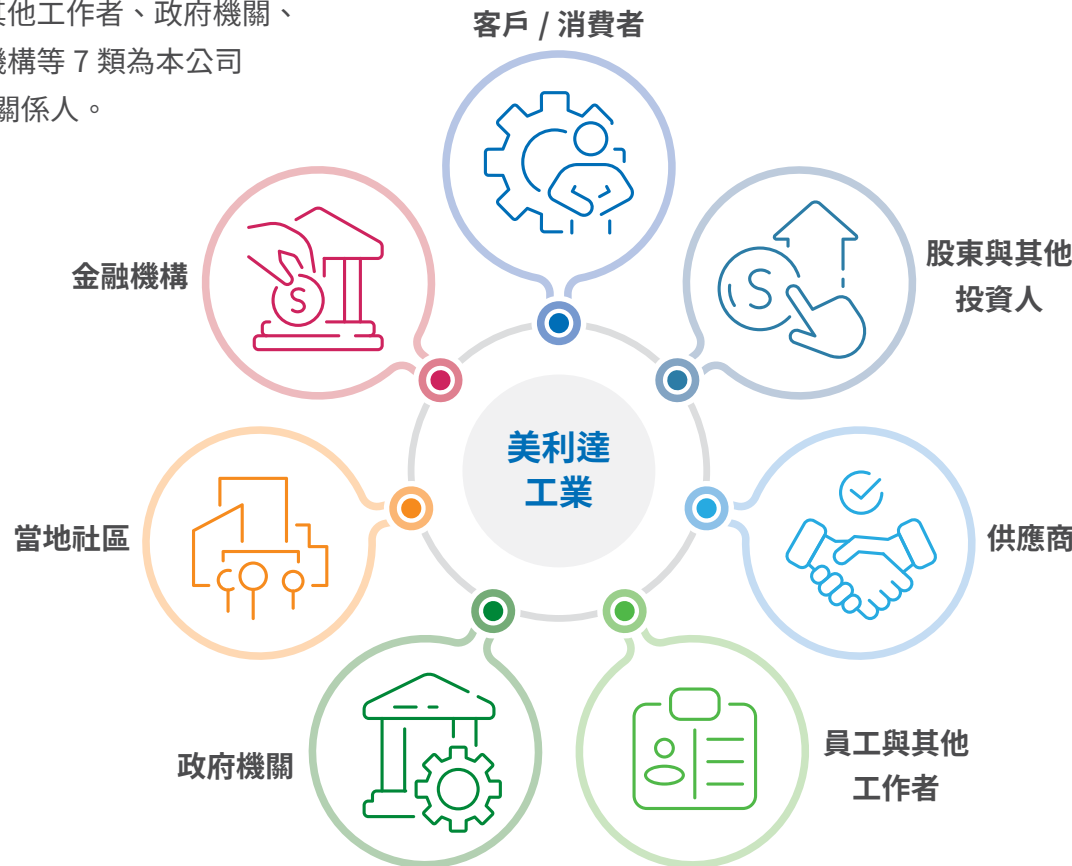 其他工作者、政府機關、
機構等 7 類為本公司
關係人。
客戶 / 消費者
股東與其他
投資人
金融機構
美利達
工業
供應商
當地社區
員工與其他
工作者
政府機關